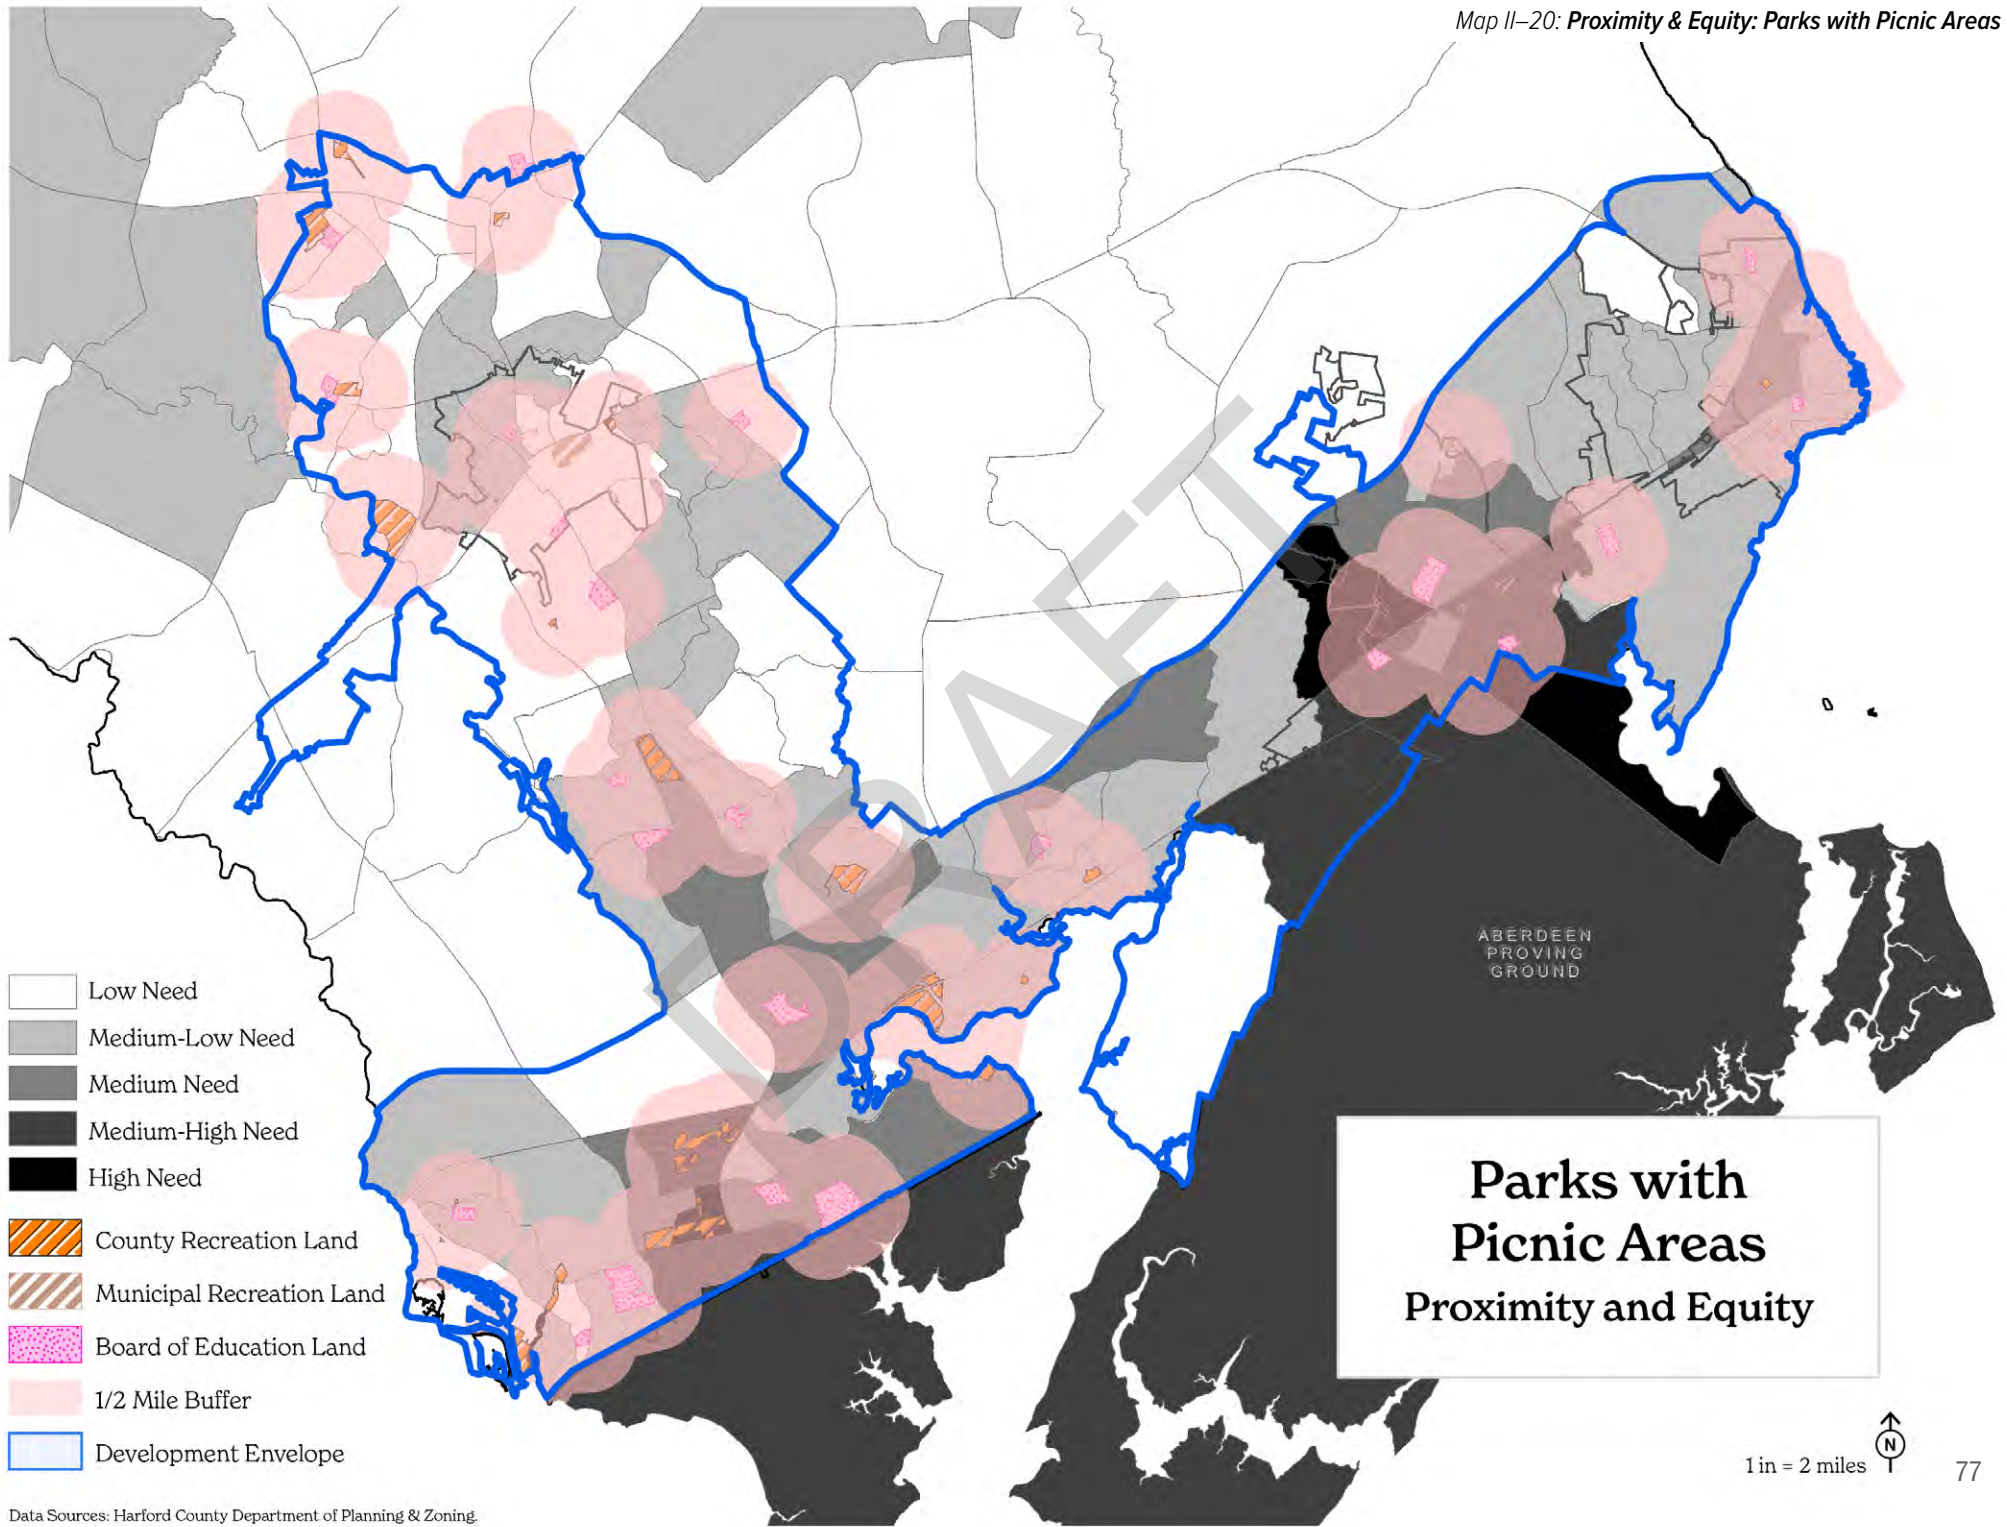 Map II–20: Proximity & Equity: Parks with Picnic Areas
DRAFT
ABERDEEN
PROVING
GROUND
Low Need
Medium-Low Need
Medium Need
Medium-High Need
High Need
County Recreation Land
Municipal Recreation Land
Board of Education Land
1/2 Mile Buffer
Development Envelope
Parks with
Picnic Areas
Proximity and Equity
1 in = 2 miles
N
77
Data Sources: Harford County Department of Planning & Zoning.